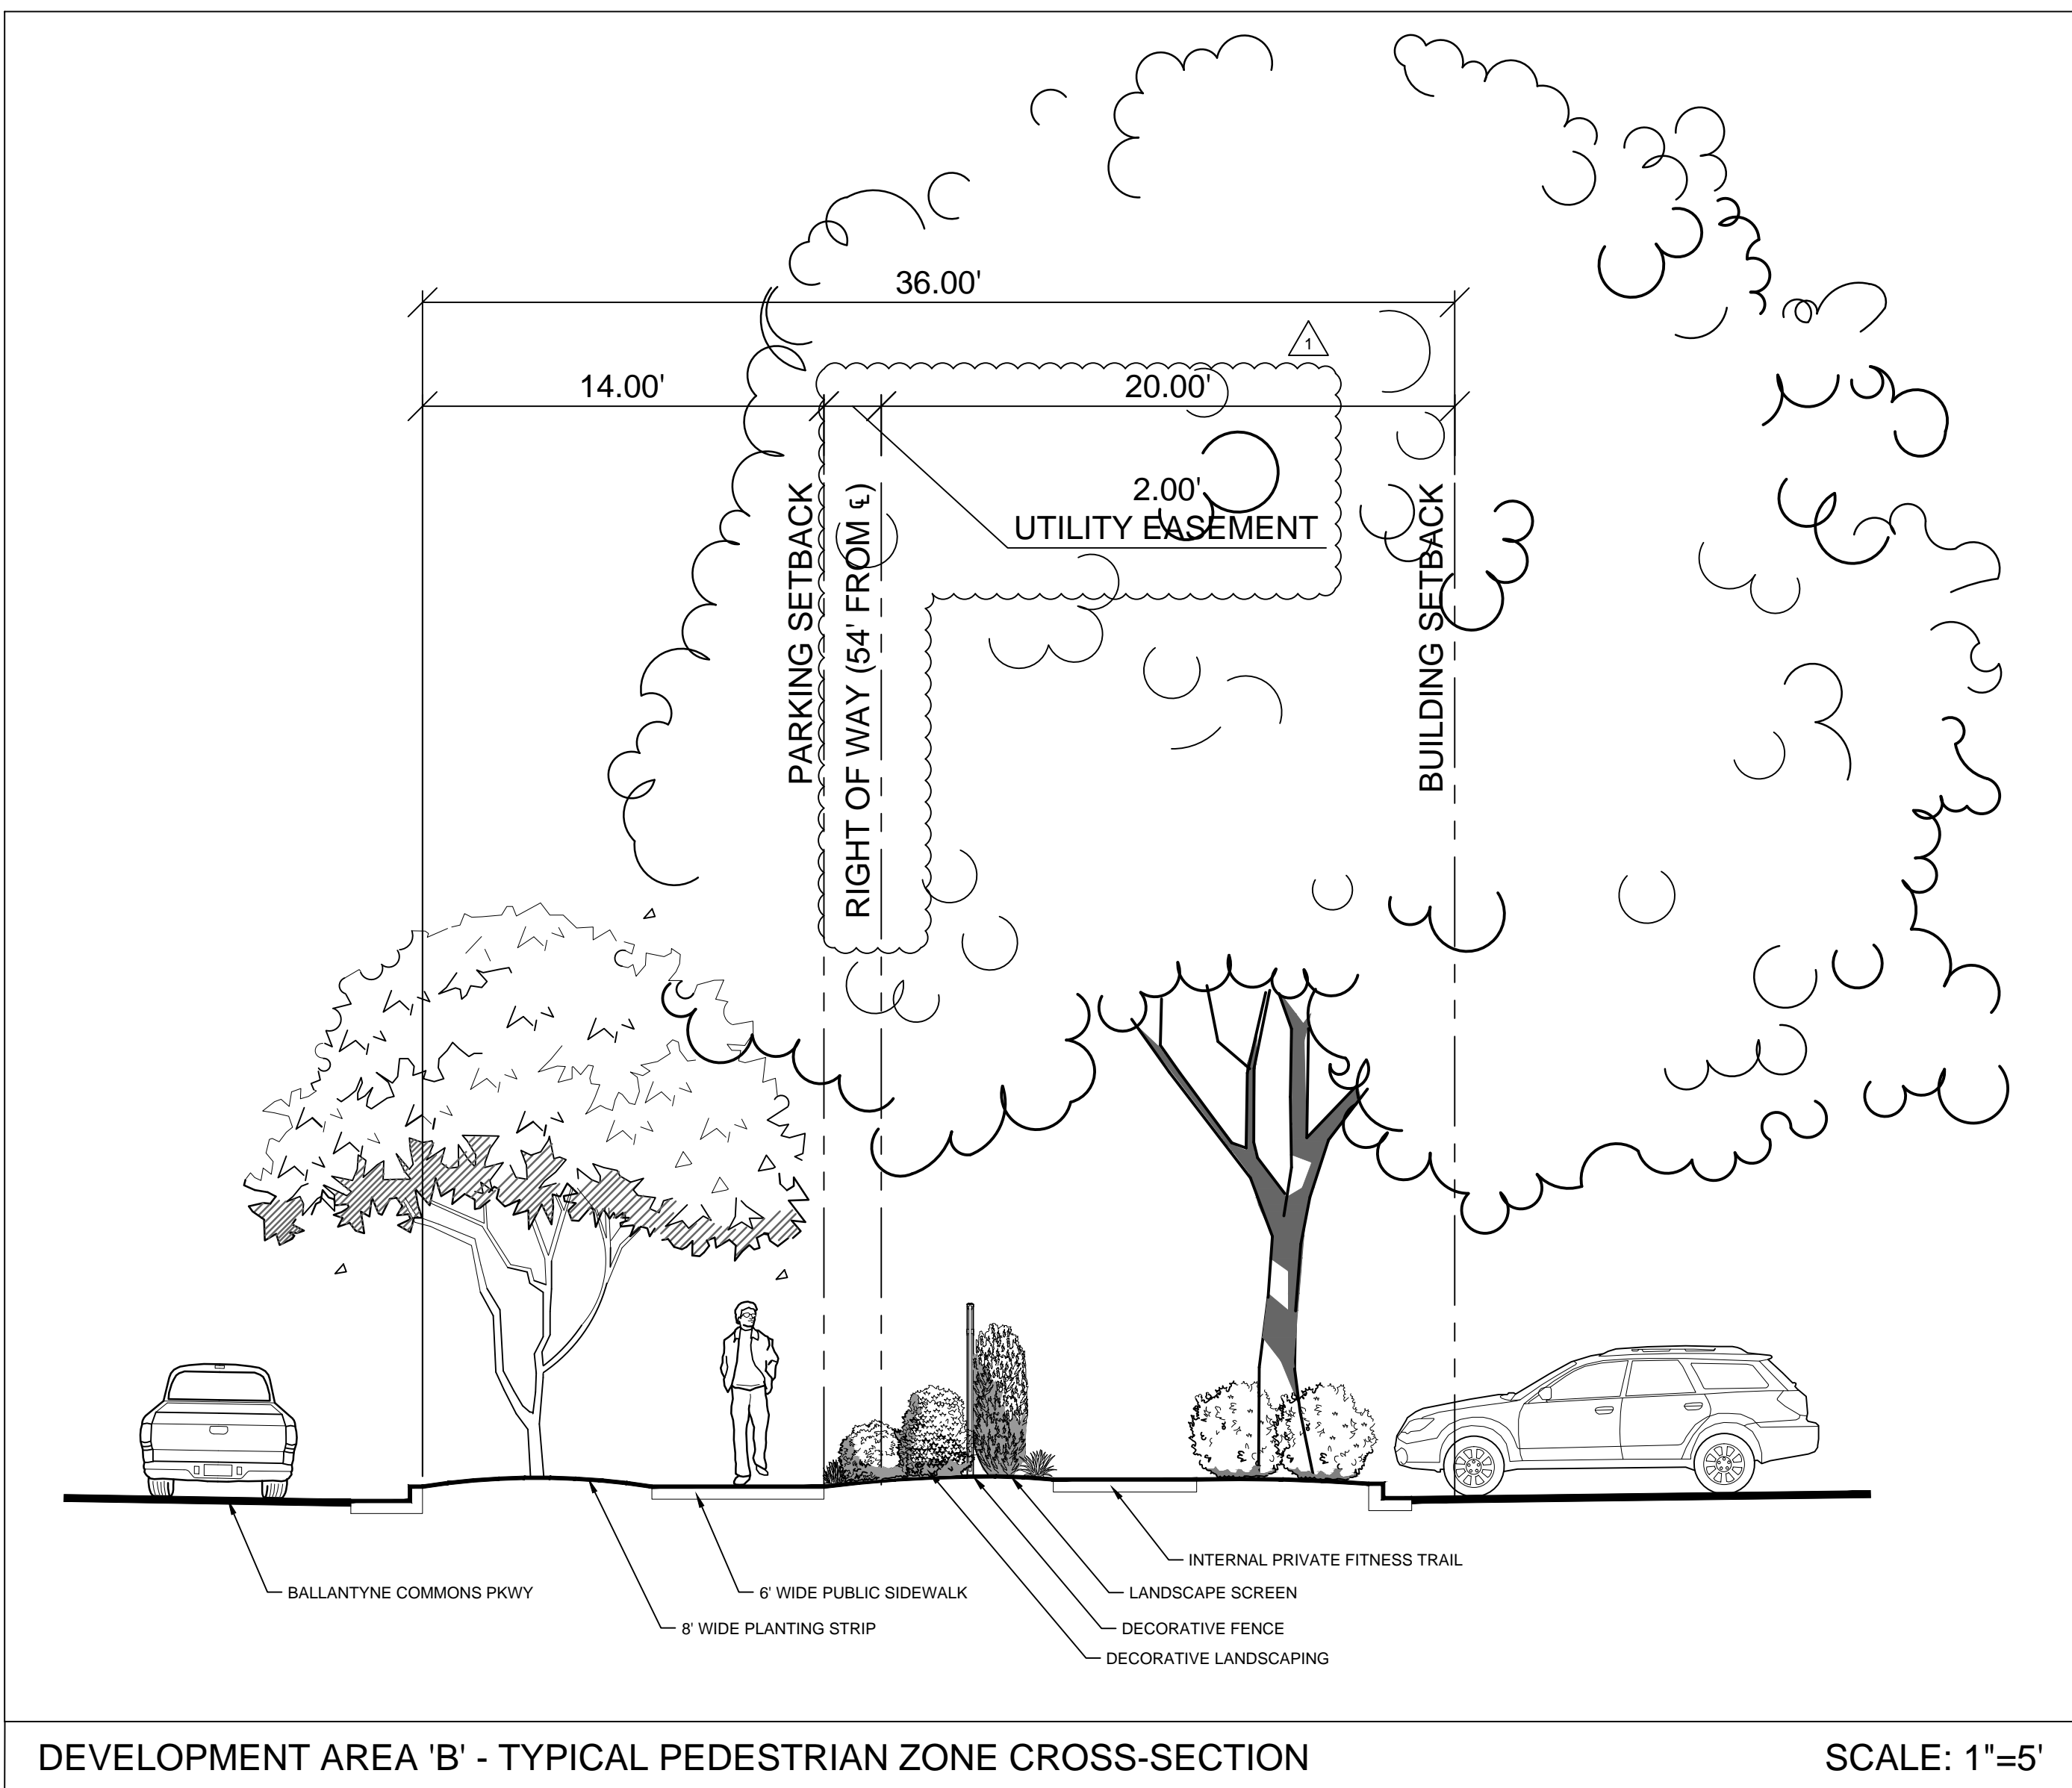 36.00'
1
14.00'
20.00'
2.00'
UTILITY EASEMENT
PARKING SETBACK
RIGHT OF WAY (54' FROM ℄)
BUILDING SETBACK
INTERNAL PRIVATE FITNESS TRAIL
BALLANTYNE COMMONS PKWY
6' WIDE PUBLIC SIDEWALK
LANDSCAPE SCREEN
8' WIDE PLANTING STRIP
DECORATIVE FENCE
DECORATIVE LANDSCAPING
DEVELOPMENT AREA 'B' - TYPICAL PEDESTRIAN ZONE CROSS-SECTION
SCALE: 1"=5'